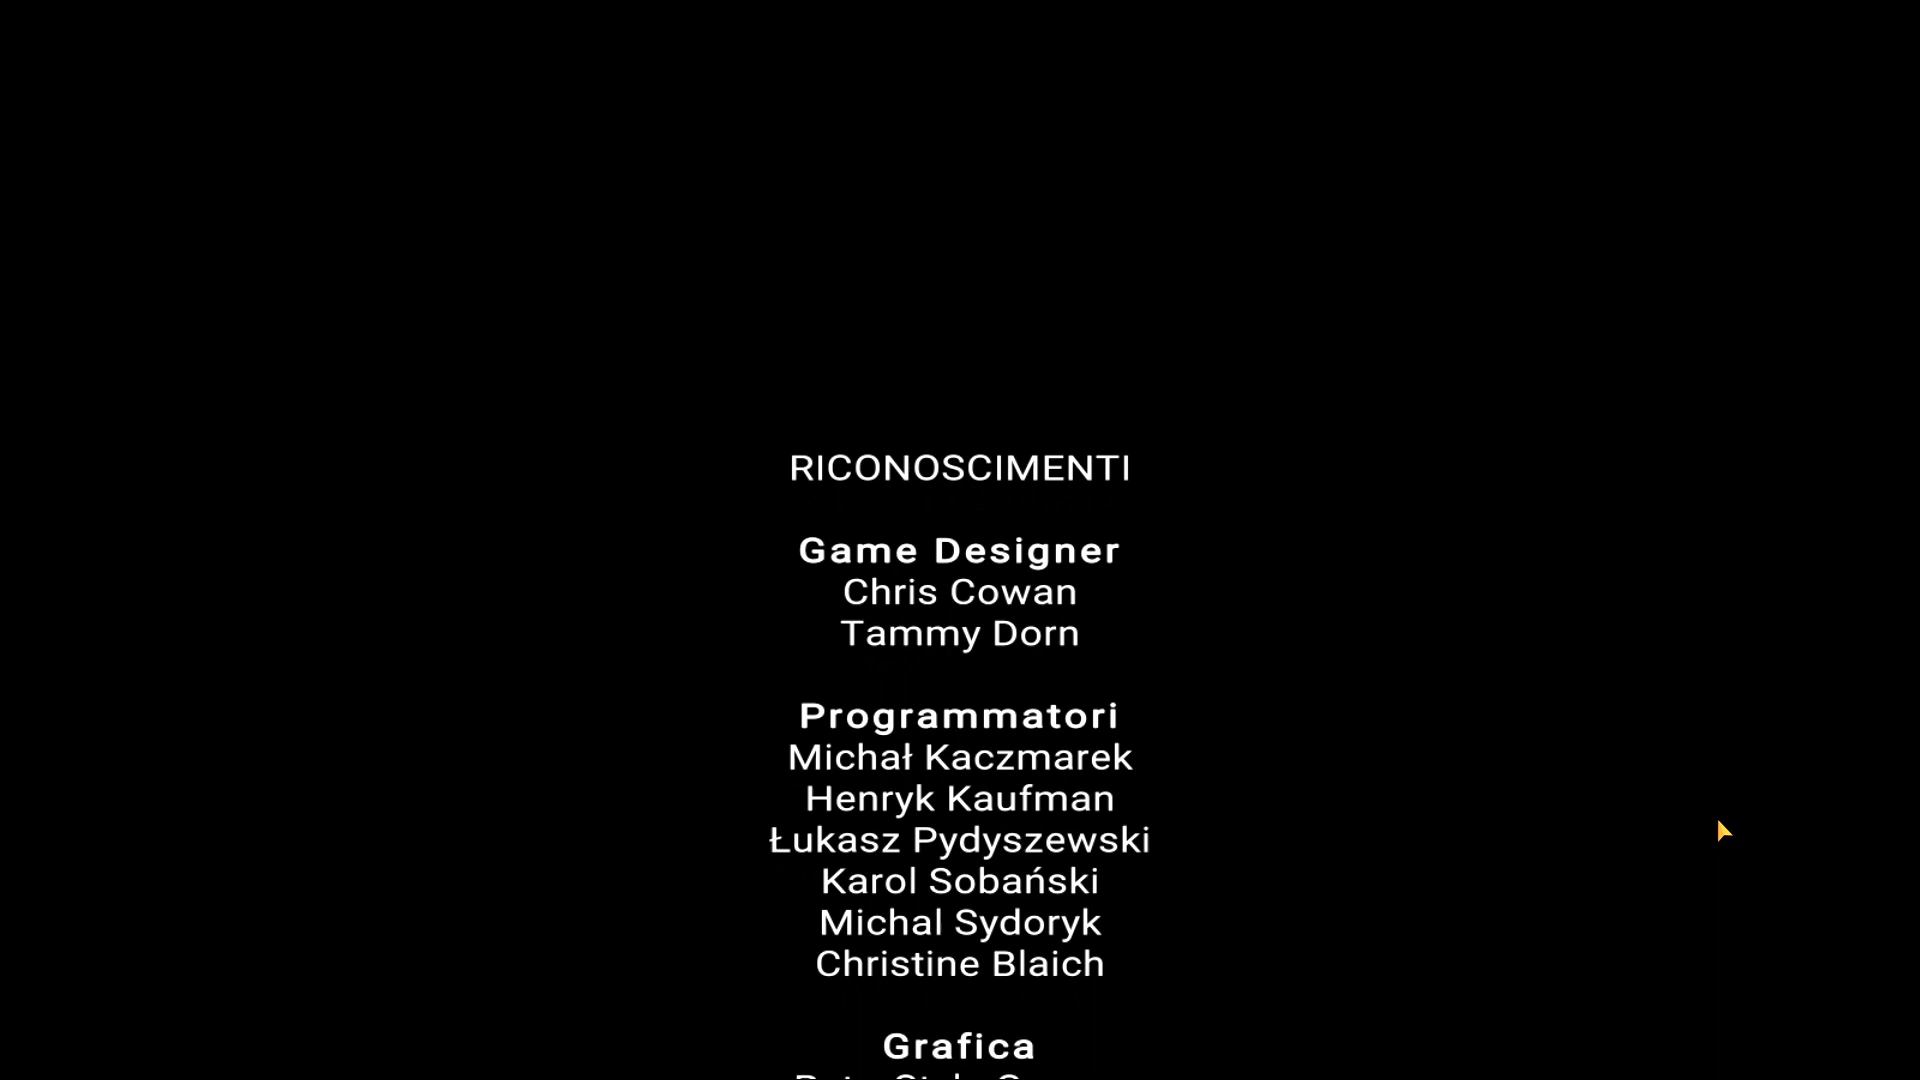 RICONOSCIMENTI
Game Designer
Chris Cowan
Tammy Dorn
Programmatori
Michał Kaczmarek
Henryk Kaufman
Łukasz Pydyszewski
Karol Sobański
Michal Sydoryk
Christine Blaich
Grafica